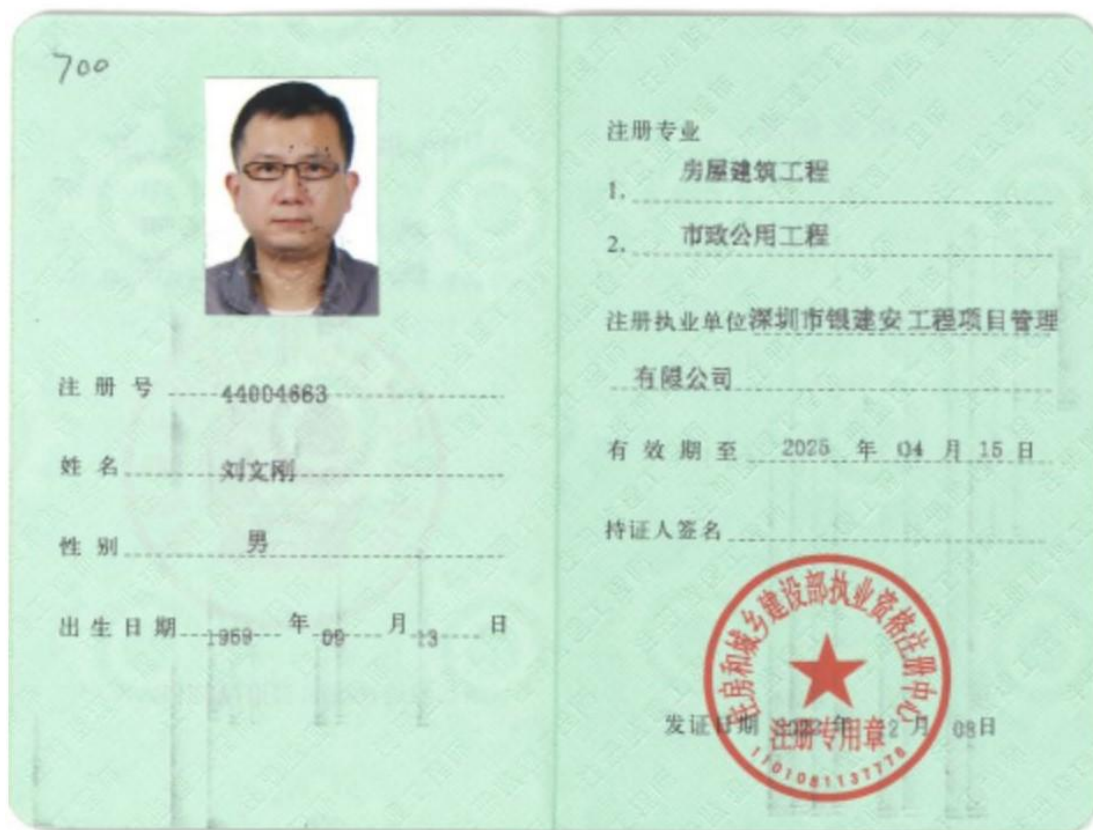 700
注册号 44004663
姓名 刘文刚
性别 男
出生日期 1969 年 09 月 13 日
注册专业
1. 房屋建筑工程
2. 市政公用工程
注册执业单位 深圳市银建安工程项目管理
有限公司
有效期至 2025 年 04 月 15 日
持证人签名
住房和城乡建设部执业资格注册中心
注册专用章
1101081137778
发证日期 年 2 月 08 日